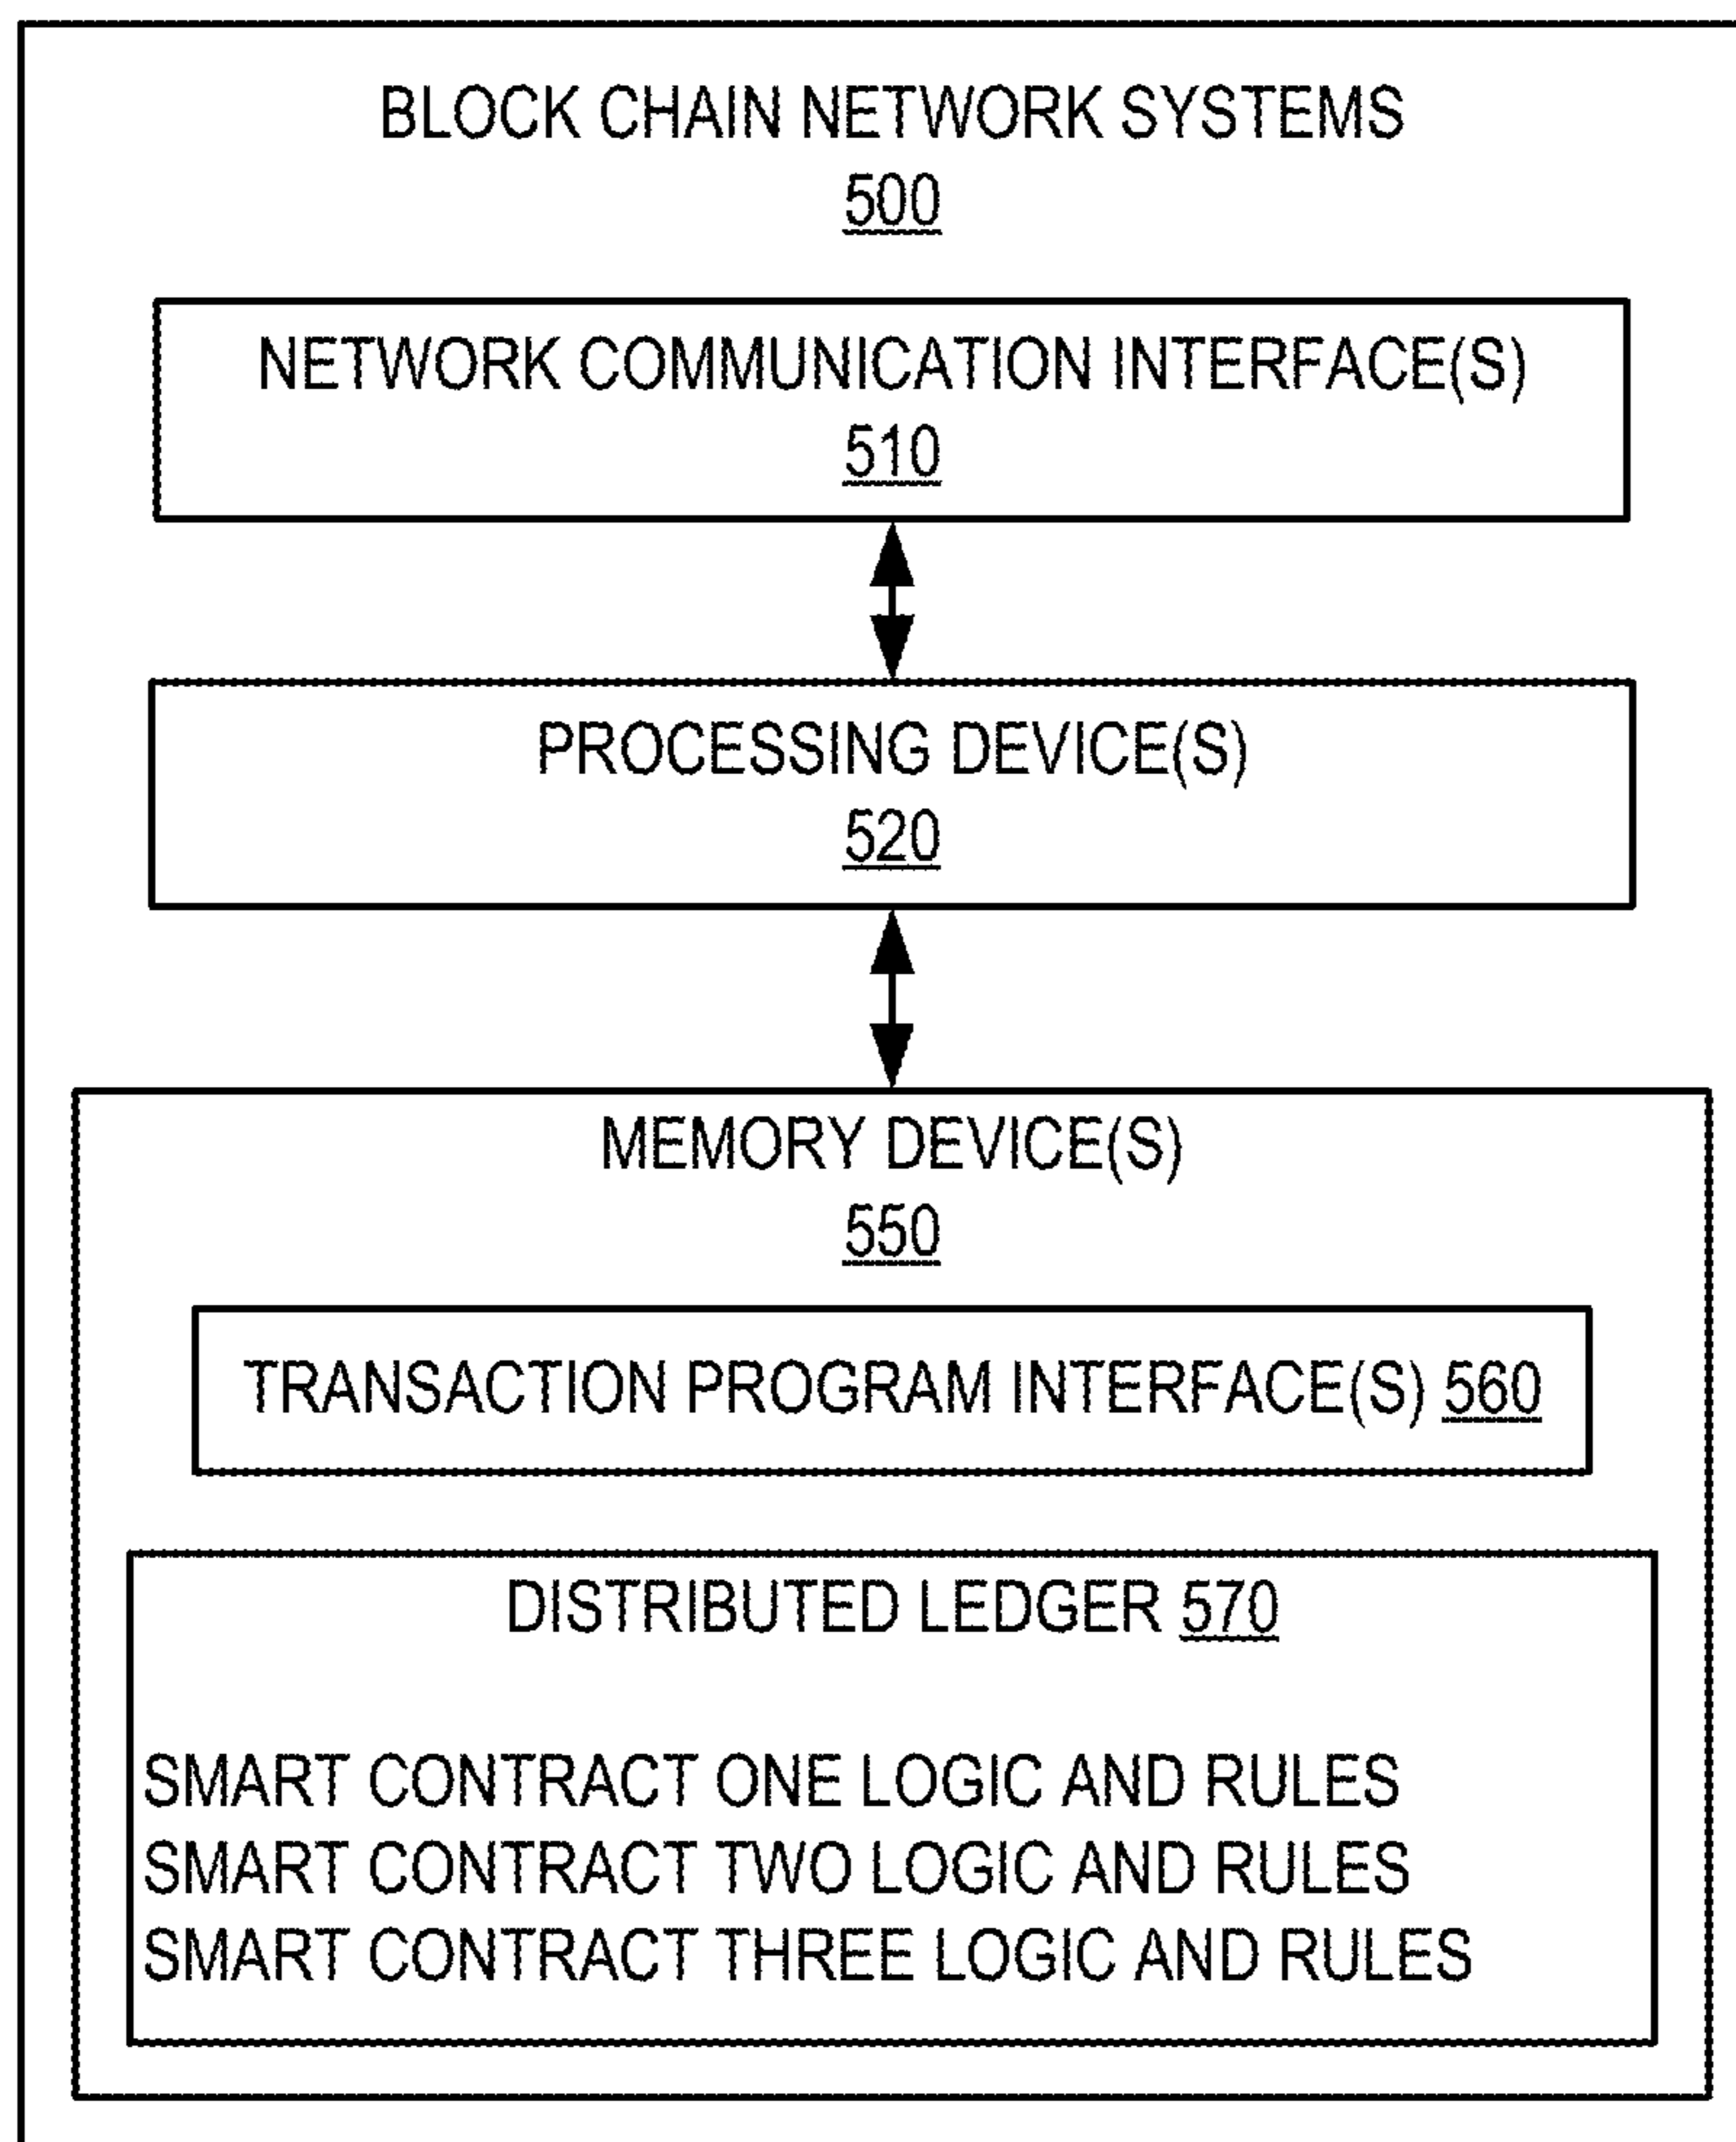 BLOCK CHAIN NETWORK SYSTEMS
500
NETWORK COMMUNICATION INTERFACE(S)
510
PROCESSING DEVICE(S)
520
MEMORY DEVICE(S)
550
TRANSACTION PROGRAM INTERFACE(S) 560
DISTRIBUTED LEDGER 570
SMART CONTRACT ONE LOGIC AND RULES
SMART CONTRACT TWO LOGIC AND RULES
SMART CONTRACT THREE LOGIC AND RULES